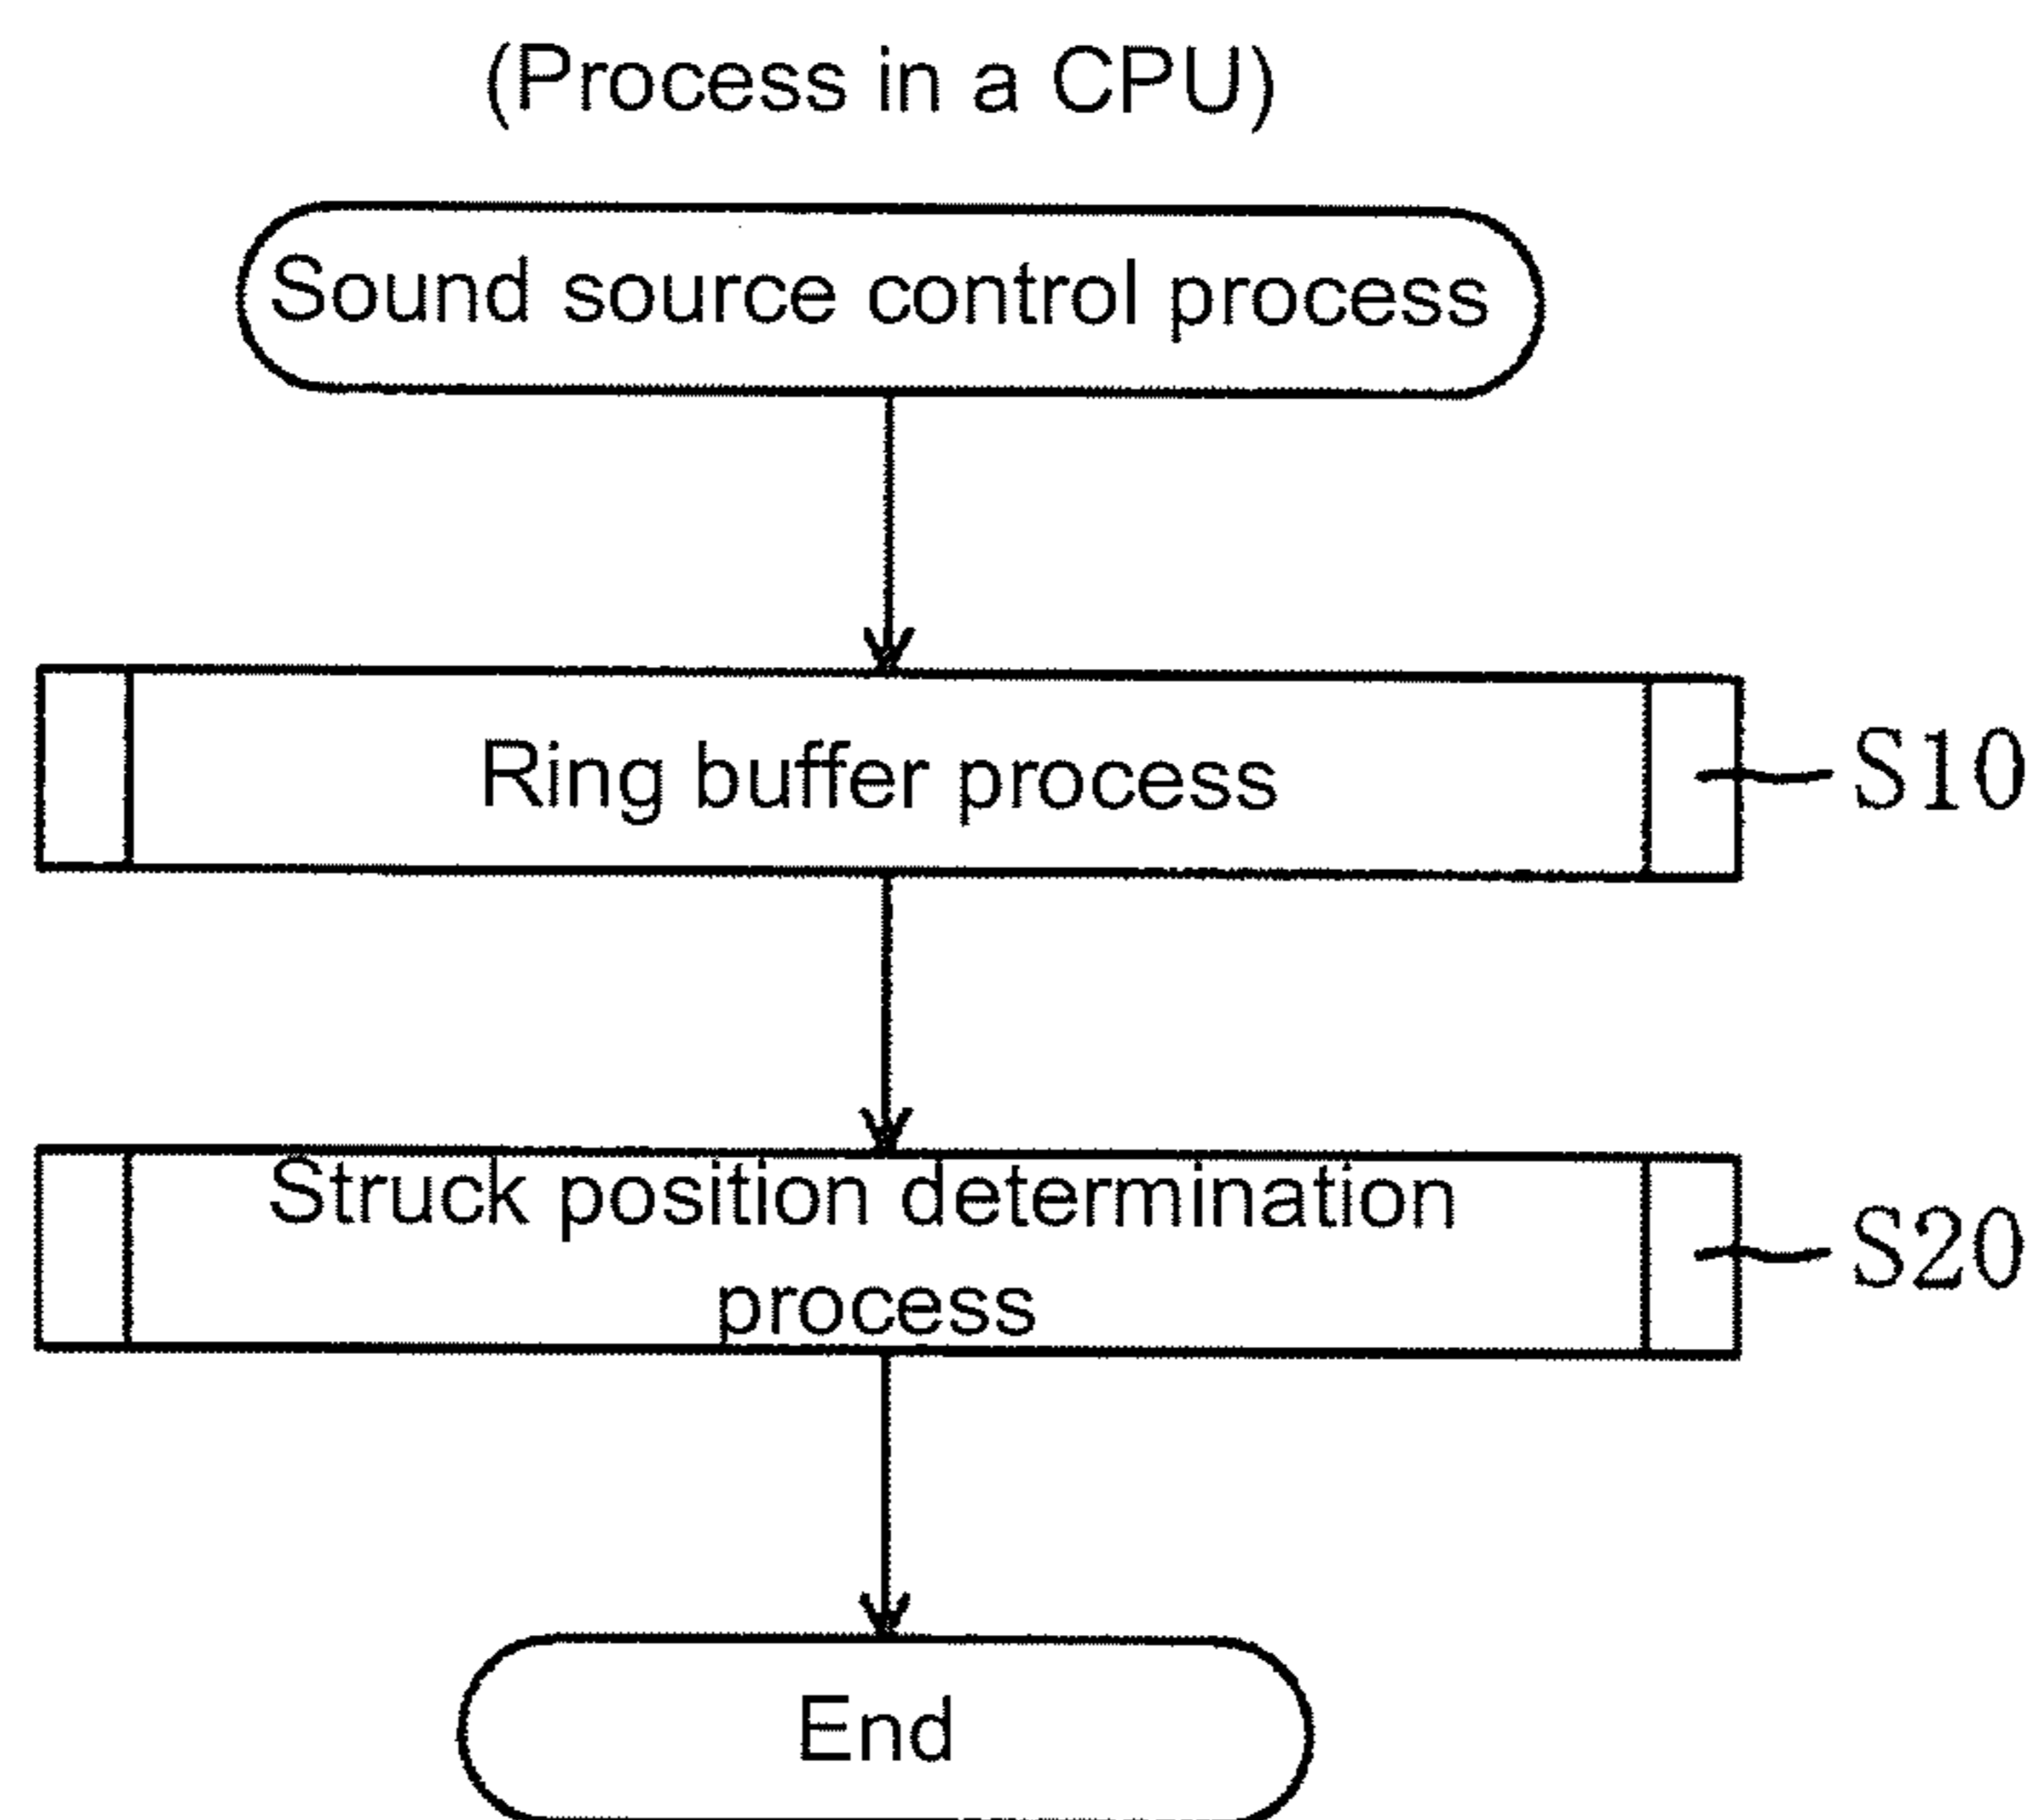 (Process in a CPU)
Sound source control process
Ring buffer process
S10
Struck position determination
process
S20
End